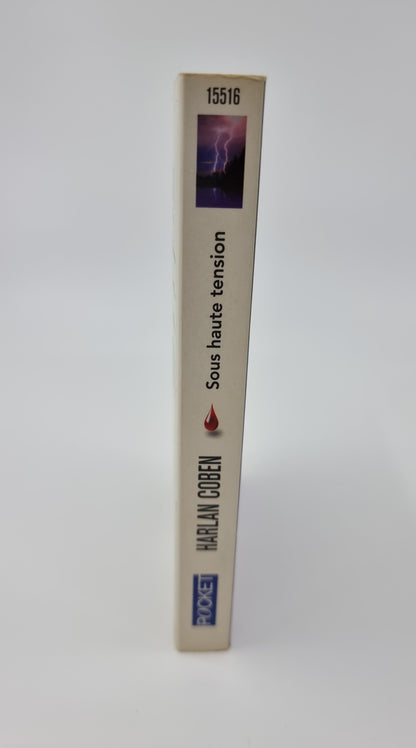 15516
Sous haute tension
HARLAN COBEN
POCKET